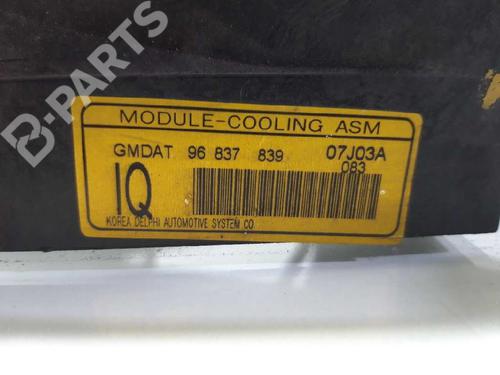 B-PARTS
MODULE-COOLING ASM
GMDAT 96 837 839 07J03A
083
IQ
KOREA DELPHI AUTOMOTIVE SYSTEM CO